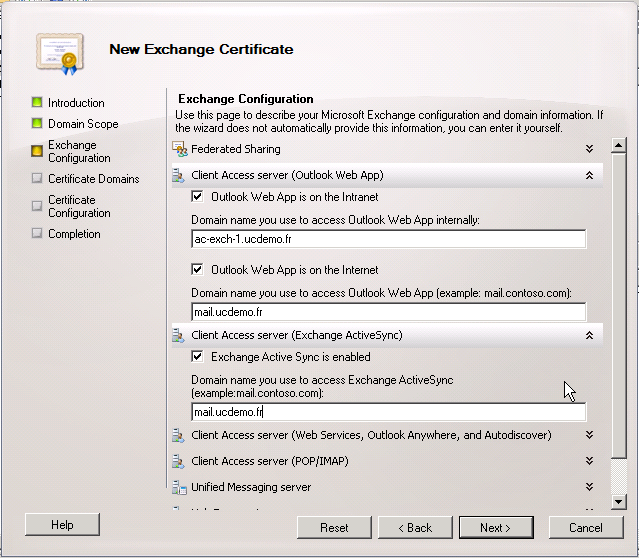 New Exchange Certificate
Introduction
Domain Scope
Exchange
Configuration
Certificate Domains
Certificate
Configuration
Completion
Exchange Configuration
Use this page to describe your Microsoft Exchange configuration and domain information. If
the wizard does not automatically provide this information, you can enter it yourself.
Federated Sharing
Client Access server (Outlook Web App)
Outlook Web App is on the Intranet
Domain name you use to access Outlook Web App internally:
ac-exch-1.ucdemo.fr
Outlook Web App is on the Internet
Domain name you use to access Outlook Web App (example: mail.contoso.com):
mail.ucdemo.fr
Client Access server (Exchange ActiveSync)
Exchange Active Sync is enabled
Domain name you use to access Exchange ActiveSync
(example:mail.contoso.com):
mail.ucdemo.fr
Client Access server (Web Services, Outlook Anywhere, and Autodiscover)
Client Access server (POP/IMAP)
Unified Messaging server
Help
Reset
< Back
Next >
Cancel